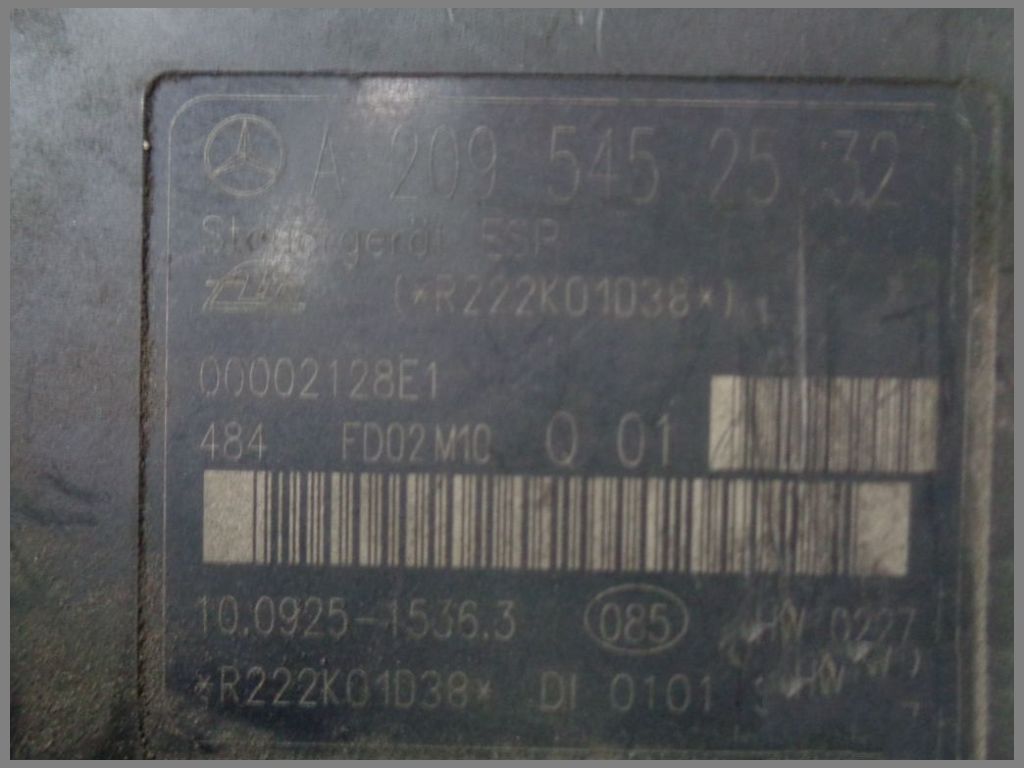 A 209 545 25 32
Steuergerät ESP
(*R222K01D38*)
00002128E1
484 FD02M10 Q 01
10.0925-1536.3 085 HW 0227
*R222K01D38* DI 0101